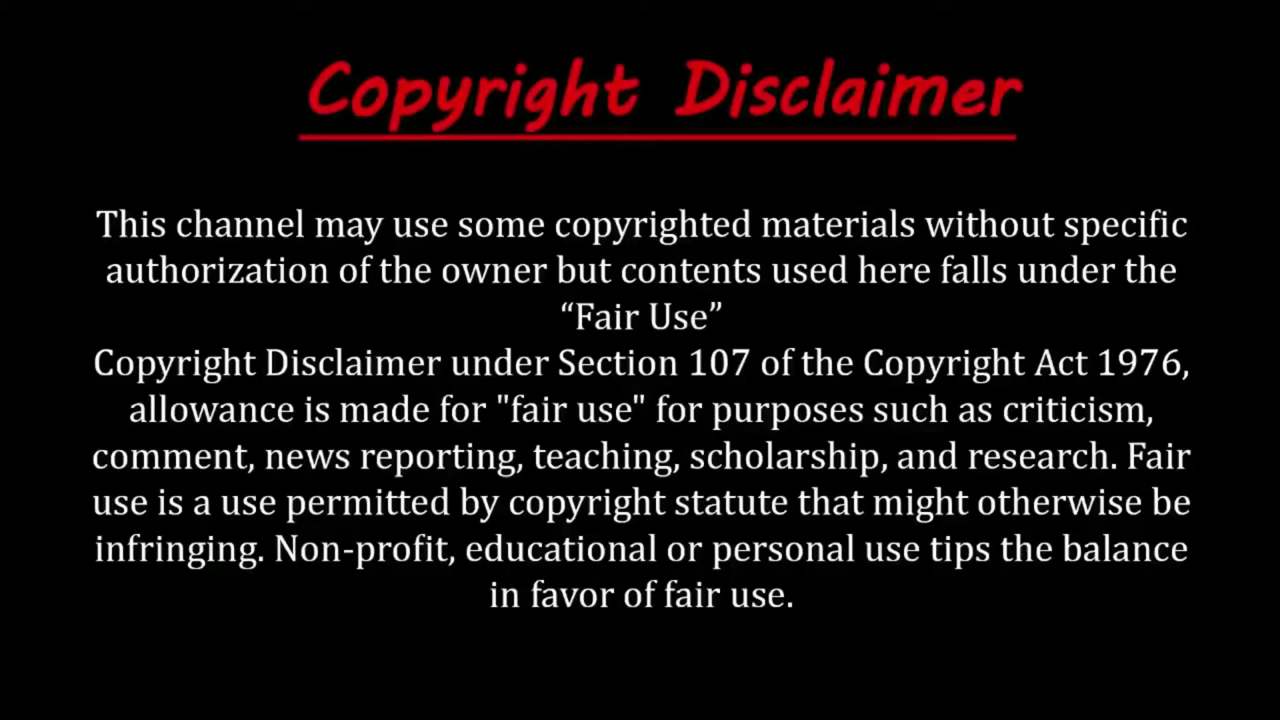 Copyright Disclaimer
This channel may use some copyrighted materials without specific
authorization of the owner but contents used here falls under the
“Fair Use”
Copyright Disclaimer under Section 107 of the Copyright Act 1976,
allowance is made for "fair use" for purposes such as criticism,
comment, news reporting, teaching, scholarship, and research. Fair
use is a use permitted by copyright statute that might otherwise be
infringing. Non-profit, educational or personal use tips the balance
in favor of fair use.